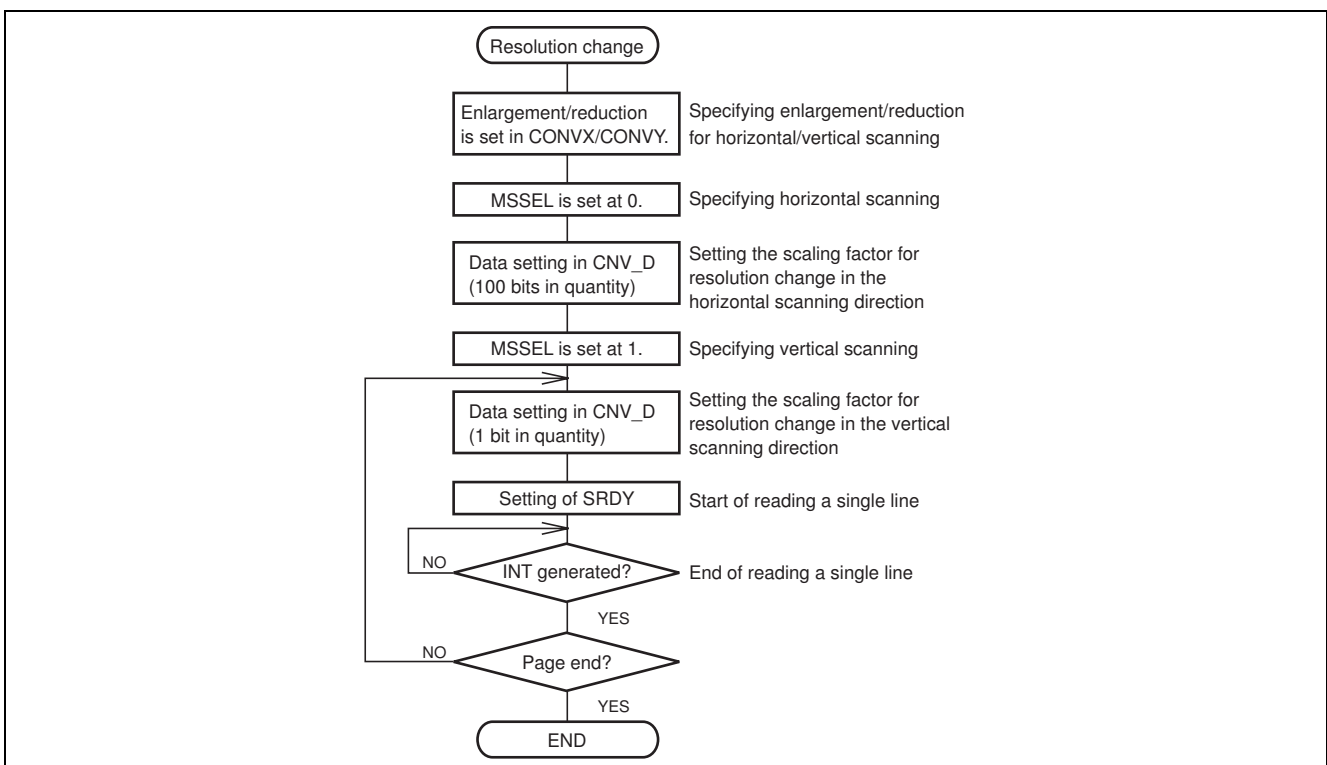 Resolution change
Enlargement/reduction
is set in CONVX/CONVY.
Specifying enlargement/reduction
for horizontal/vertical scanning
MSSEL is set at 0.
Specifying horizontal scanning
Data setting in CNV_D
(100 bits in quantity)
Setting the scaling factor for
resolution change in the
horizontal scanning direction
MSSEL is set at 1.
Specifying vertical scanning
Data setting in CNV_D
(1 bit in quantity)
Setting the scaling factor for
resolution change in the vertical
scanning direction
Setting of SRDY
Start of reading a single line
NO
INT generated?
End of reading a single line
YES
NO
Page end?
YES
END